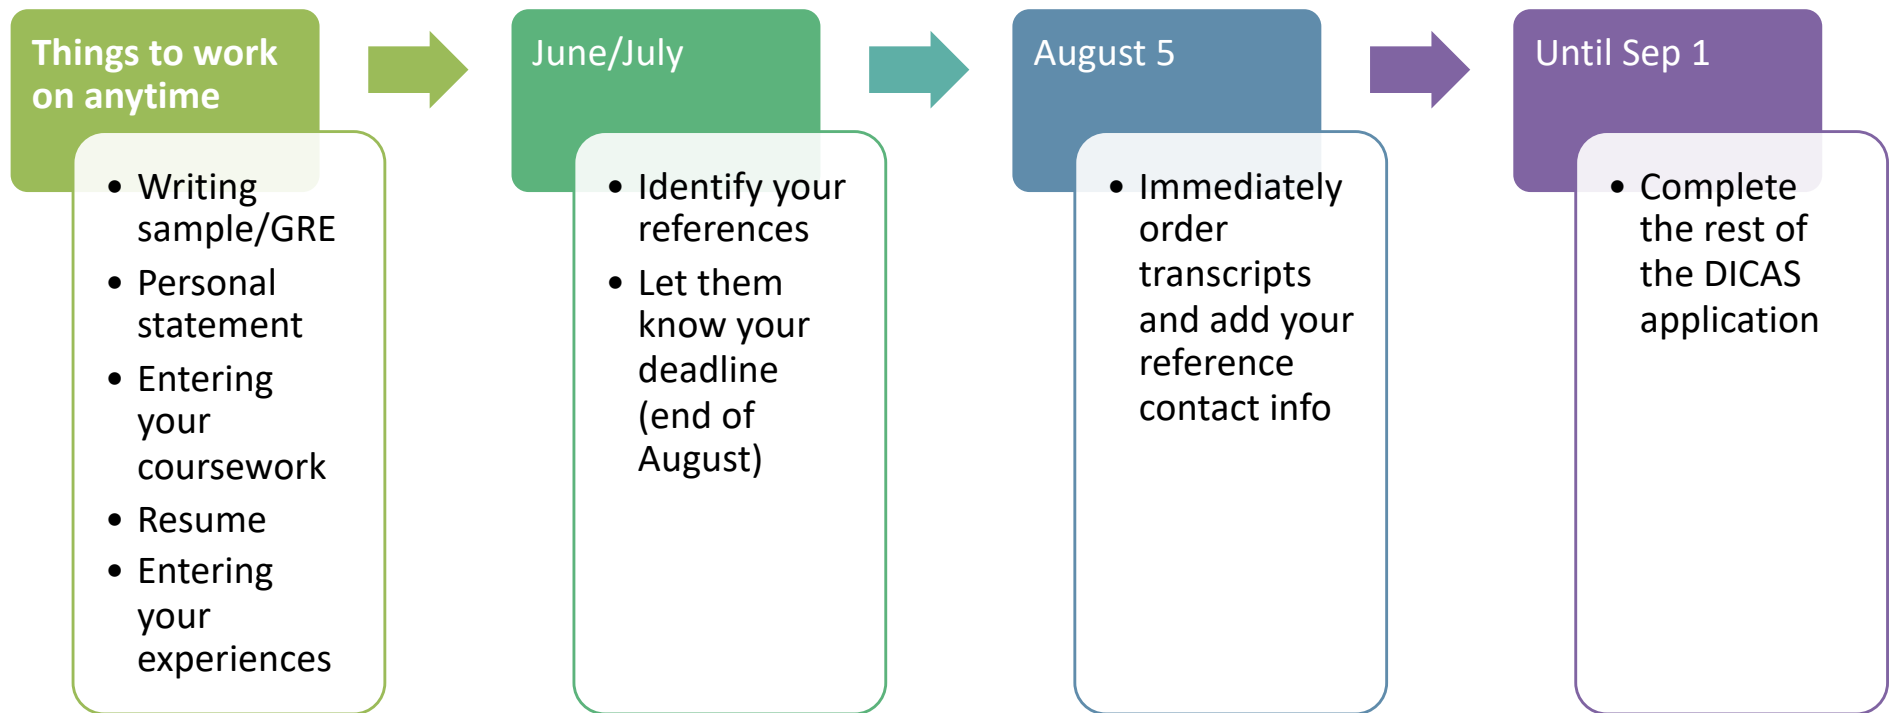 Things to work
on anytime
• Writing
sample/GRE
• Personal
statement
• Entering
your
coursework
• Resume
• Entering
your
experiences
June/July
• Identify your
references
• Let them
know your
deadline
(end of
August)
August 5
• Immediately
order
transcripts
and add your
reference
contact info
Until Sep 1
• Complete
the rest of
the DICAS
application